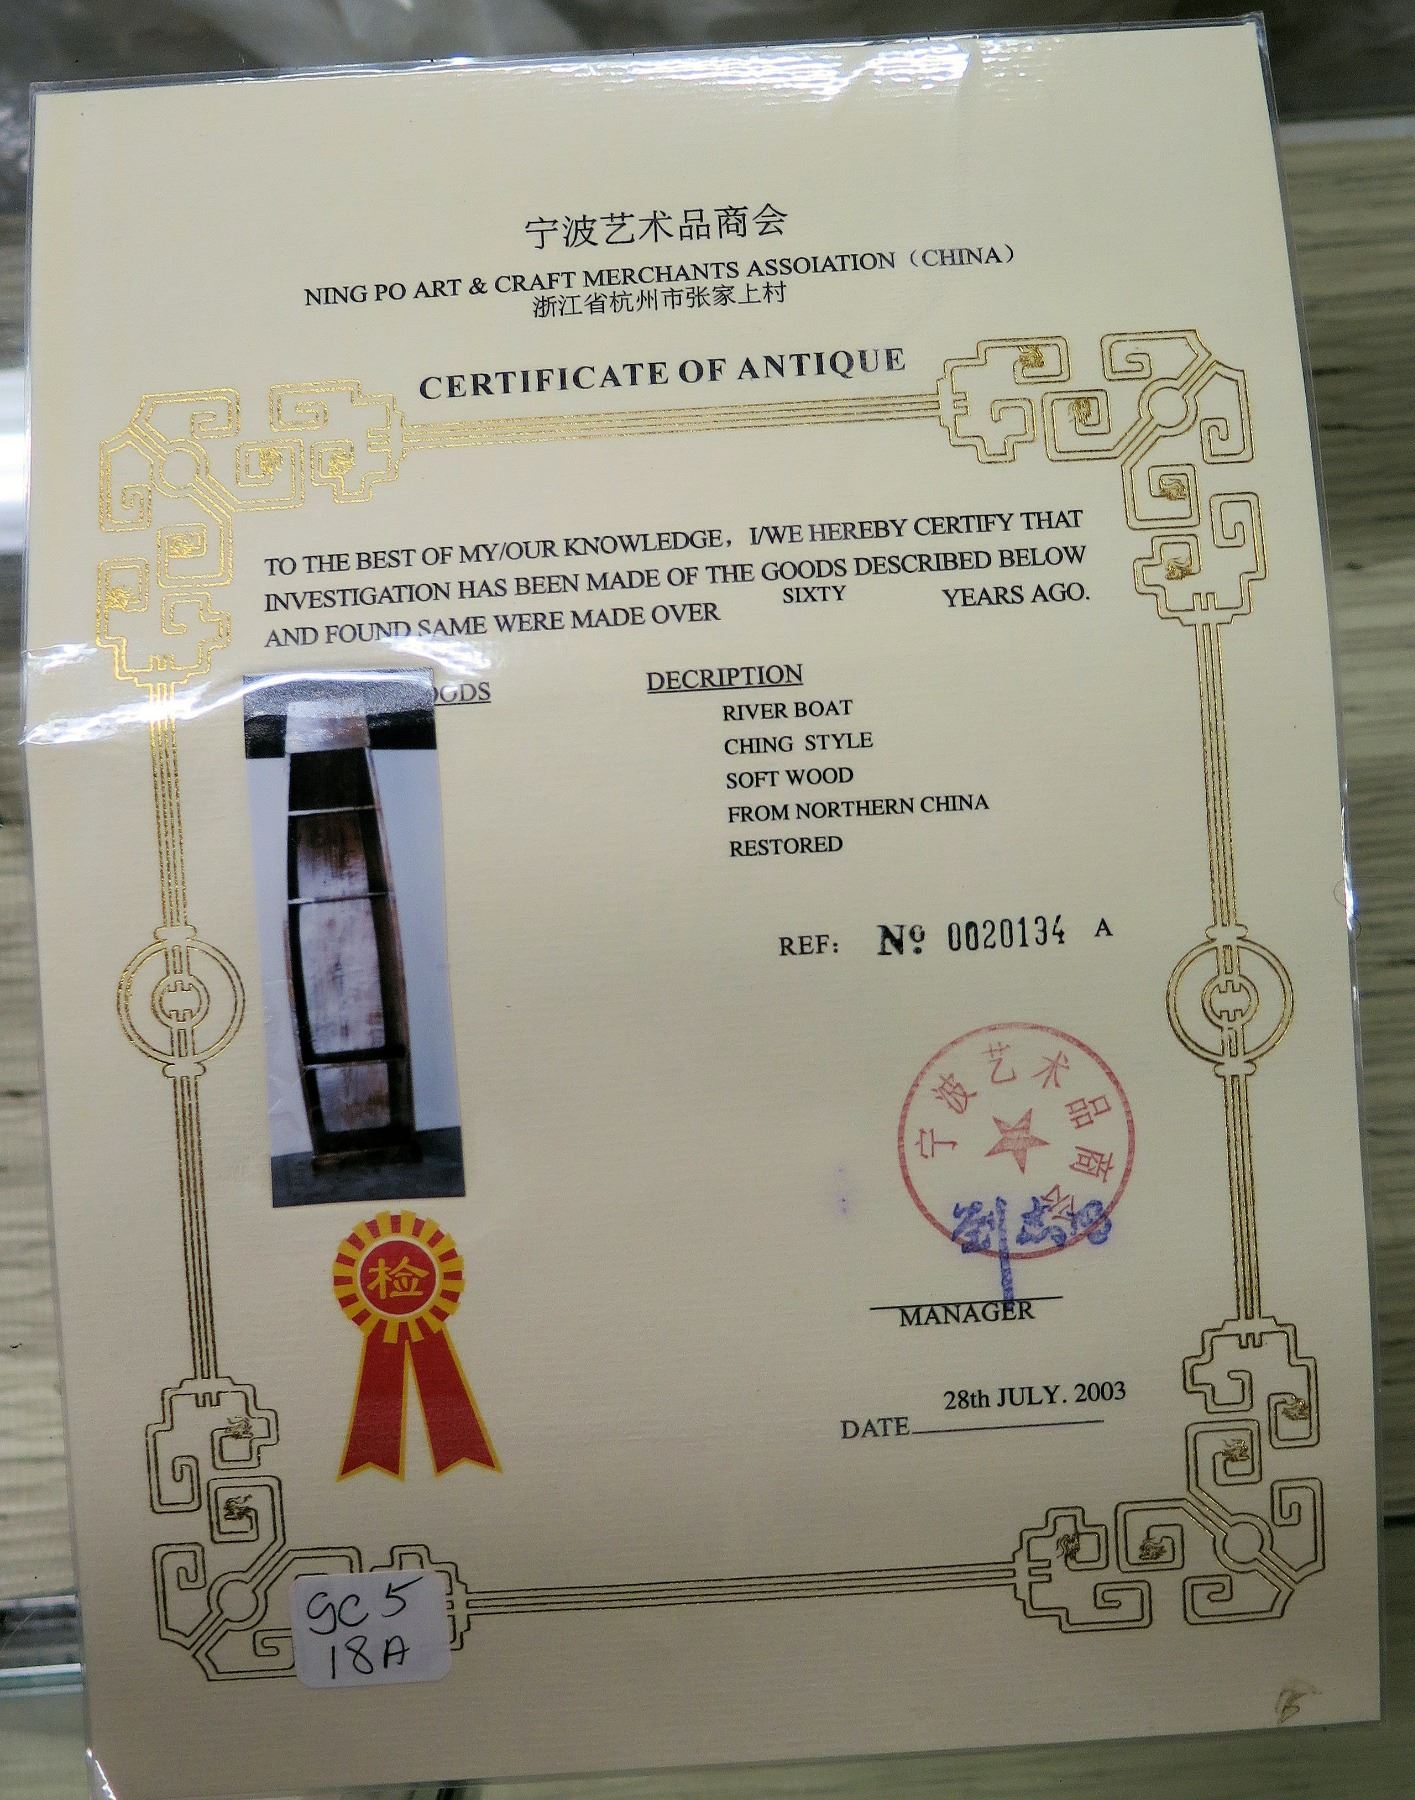 宁波艺术品商会
NING PO ART & CRAFT MERCHANTS ASSOIATION（CHINA）
浙江省杭州市张家上村
CERTIFICATE OF ANTIQUE
TO THE BEST OF MY/OUR KNOWLEDGE，I/WE HEREBY CERTIFY THAT
INVESTIGATION HAS BEEN MADE OF THE GOODS DESCRIBED BELOW
AND FOUND SAME WERE MADE OVER SIXTY YEARS AGO.
DECRIPTION
RIVER BOAT
CHING STYLE
SOFT WOOD
FROM NORTHERN CHINA
RESTORED
REF: No 0020134 A
宁波艺术品商会
MANAGER
28th JULY. 2003
DATE
检
gc 5
18A